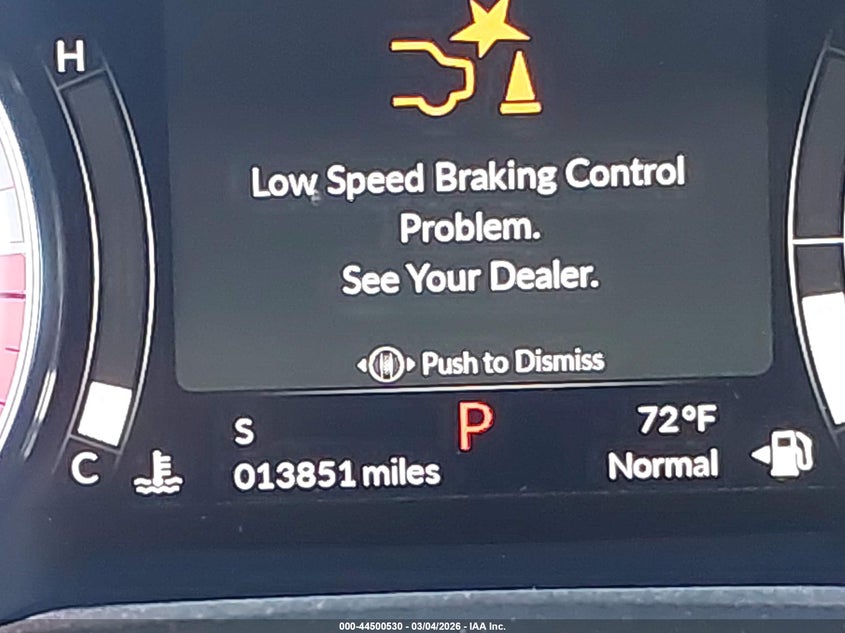 H
Low Speed Braking Control
Problem.
See Your Dealer.
Push to Dismiss
S
P
72°F
C
013851 miles
Normal
000-44500530 - 03/04/2026 - IAA Inc.